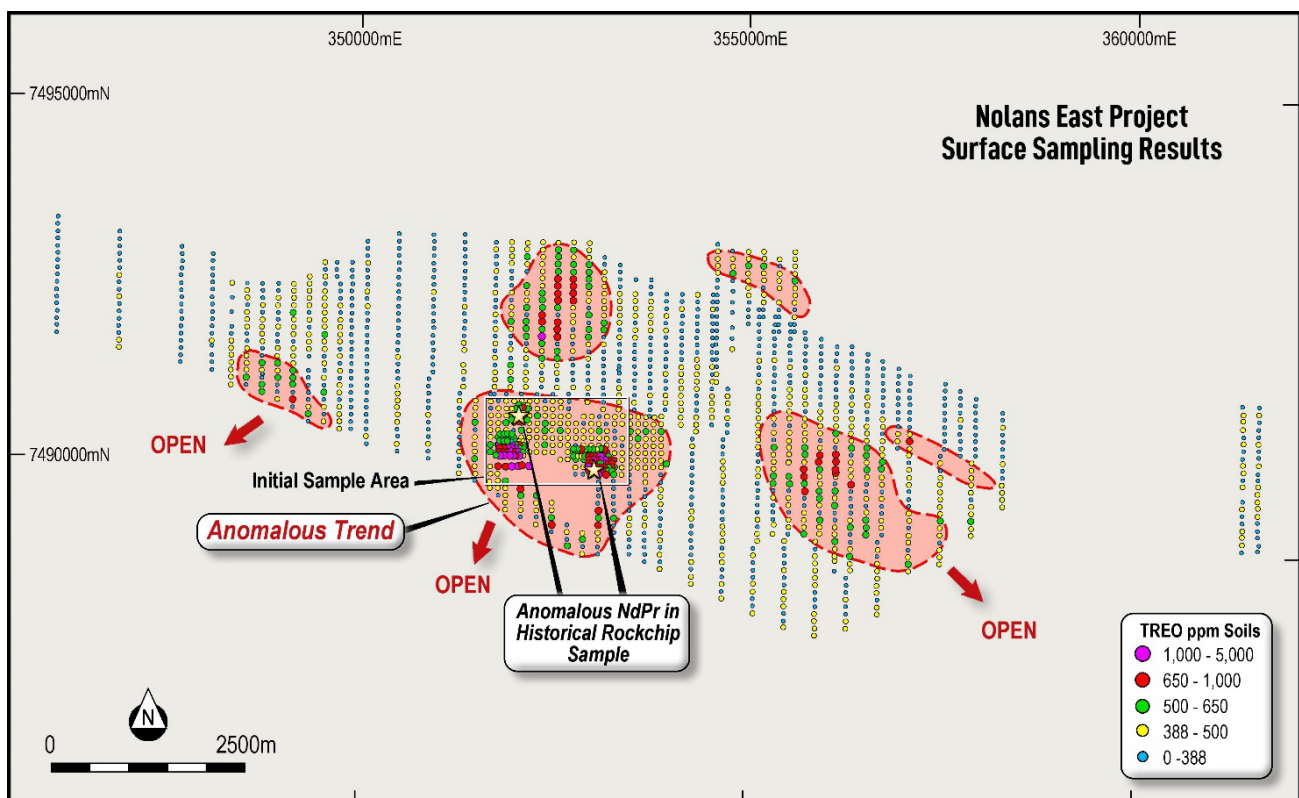 350000mE
355000mE
360000mE
7495000mN
Nolans East Project
Surface Sampling Results
OPEN
7490000mN
Initial Sample Area
Anomalous Trend
OPEN
Anomalous NdPr in
Historical Rockchip
Sample
OPEN
TREO ppm Soils
1,000 - 5,000
650 - 1,000
500 - 650
388 - 500
0 -388
N
0
2500m